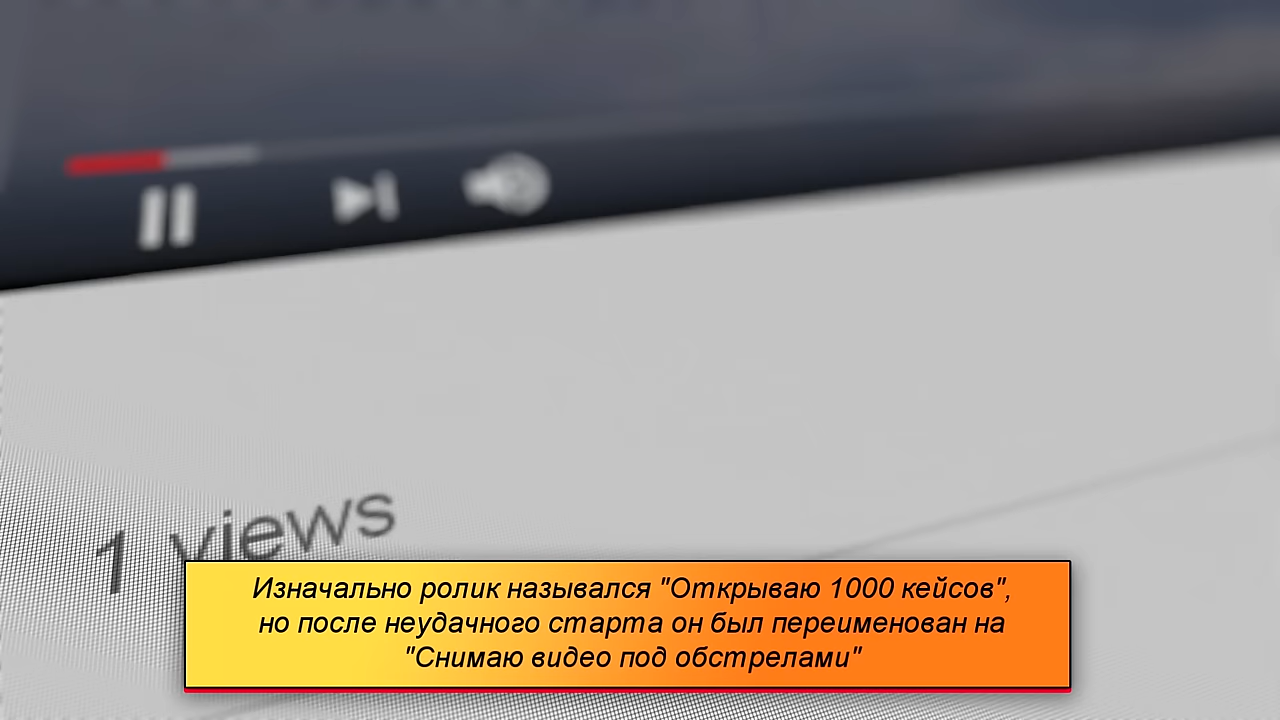 1 views
Изначально ролик назывался "Открываю 1000 кейсов",
но после неудачного старта он был переименован на
"Снимаю видео под обстрелами"